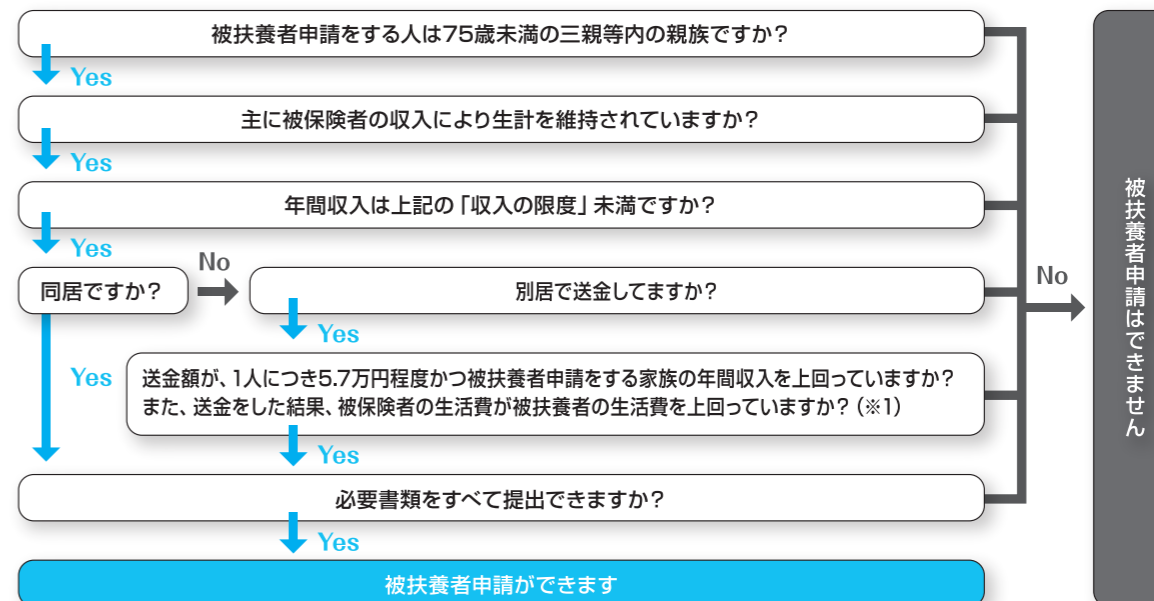 被扶養者申請をする人は75歳未満の三親等内の親族ですか？
Yes
主に被保険者の収入により生計を維持されていますか？
Yes
年間収入は上記の「収入の限度」未満ですか？
Yes
同居ですか？
No
別居で送金してますか？
Yes
Yes
送金額が、1人につき5.7万円程度かつ被扶養者申請をする家族の年間収入を上回っていますか？
また、送金をした結果、被保険者の生活費が被扶養者の生活費を上回っていますか？（※1）
Yes
必要書類をすべて提出できますか？
Yes
被扶養者申請ができます
No
被扶養者申請はできません